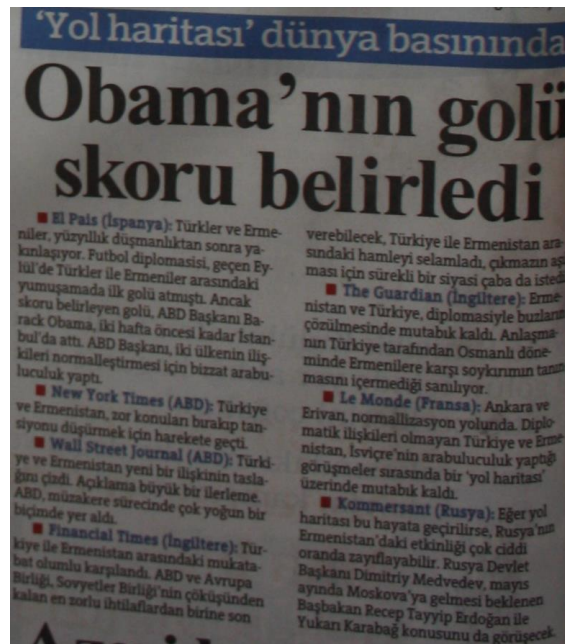 'Yol haritası' dünya basınında
Obama'nın golü
skoru belirledi
■ El Pais (İspanya): Türkler ve Erme-
niler, yüzyıllık düşmanlıktan sonra ya-
kınlaşıyor. Futbol diplomasisi, geçen Ey-
lül'de Türkler ile Ermeniler arasındaki
yumuşamada ilk golü atmıştı. Ancak
skoru belirleyen golü, ABD Başkanı Ba-
rack Obama, iki hafta öncesi kadar İstan-
bul'da attı. ABD Başkanı, iki ülkenin iliş-
kileri normalleştirmesi için bizzat arabu-
luculuk yaptı.
■ New York Times (ABD): Türkiye
ve Ermenistan, zor konuları bırakıp tan-
siyonu düşürmek için harekete geçti.
■ Wall Street Journal (ABD): Türki-
ye ve Ermenistan yeni bir ilişkinin tasla-
ğını çizdi. Açıklama büyük bir ilerleme.
ABD, müzakere sürecinde çok yoğun bir
biçimde yer aldı.
■ Financial Times (İngiltere): Tür-
kiye ile Ermenistan arasındaki mukata-
bat olumlu karşılandı. ABD ve Avrupa
Birliği, Sovyetler Birliği'nin çöküşünden
kalan en zorlu ihtilaflardan birine son
verebilecek, Türkiye ile Ermenistan ara-
sındaki hamleyi selamladı, çıkmazın aş
ması için sürekli bir siyasi çaba da istedi
■ The Guardian (İngiltere): Erme-
nistan ve Türkiye, diplomasiyle buzların
çözülmesinde mutabık kaldı. Anlaşma-
nın Türkiye tarafından Osmanlı döne-
minde Ermenilere karşı soykırımın tanın
masını içermediği sanılıyor.
■ Le Monde (Fransa): Ankara ve
Erivan, normallizasyon yolunda. Diplo-
matik ilişkileri olmayan Türkiye ve Erme
nistan, İsviçre'nin arabuluculuk yaptığı
görüşmeler sırasında bir 'yol haritası'
üzerinde mutabık kaldı.
■ Kommersant (Rusya): Eğer yol
haritası bu hayata geçirilirse, Rusya'nın
Ermenistan'daki etkinliği çok ciddi
oranda zayıflayabilir. Rusya Devlet
Başkanı Dimitriy Medvedev, mayıs
ayında Moskova'ya gelmesi beklenen
Başbakan Recep Tayyip Erdoğan ile
Yukarı Karabağ konusunu da görüşecek.